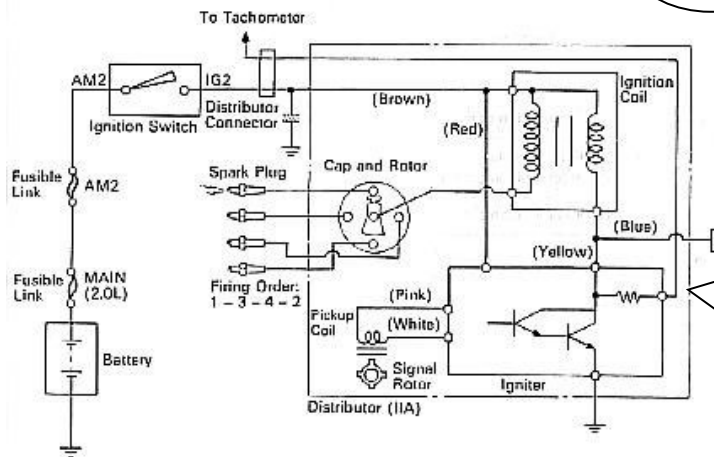 To Tachometer
AM2
IG2
Ignition Switch
Distributor
Connector
(Brown)
Ignition
Coil
(Red)
Fusible
Link
AM2
Spark Plug
Cap and Rotor
(Blue)
(Yellow)
Fusible
Link
MAIN
(2.0L)
Firing Order:
1-3-4-2
(Pink)
Pickup
Coil
(White)
Battery
Signal
Rotor
Igniter
Distributor (IIA)